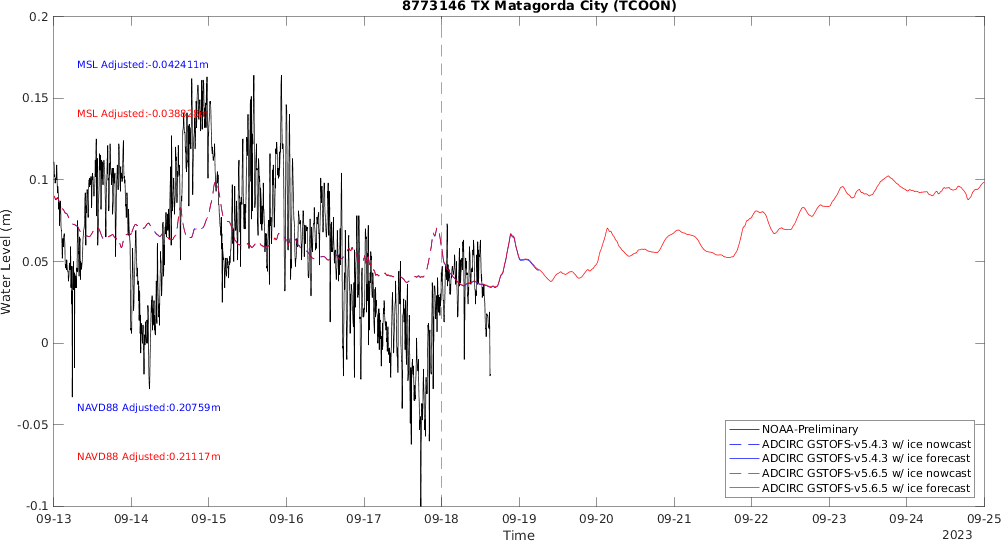 8773146 TX Matagorda City (TCOON)
Water Level (m)
0.2
0.15
0.1
0.05
0
-0.05
-0.1
MSL Adjusted:-0.042411m
MSL Adjusted:
NAVD88 Adjusted:0.20759m
NAVD88 Adjusted:0.21117m
NOAA-Preliminary
ADCIRC GSTOFS-v5.4.3 w/ ice nowcast
ADCIRC GSTOFS-v5.4.3 w/ ice forecast
ADCIRC GSTOFS-v5.6.5 w/ ice nowcast
ADCIRC GSTOFS-v5.6.5 w/ ice forecast
09-13 09-14 09-15 09-16 09-17 09-18 09-19 09-20 09-21 09-22 09-23 09-24 09-25
Time
2023